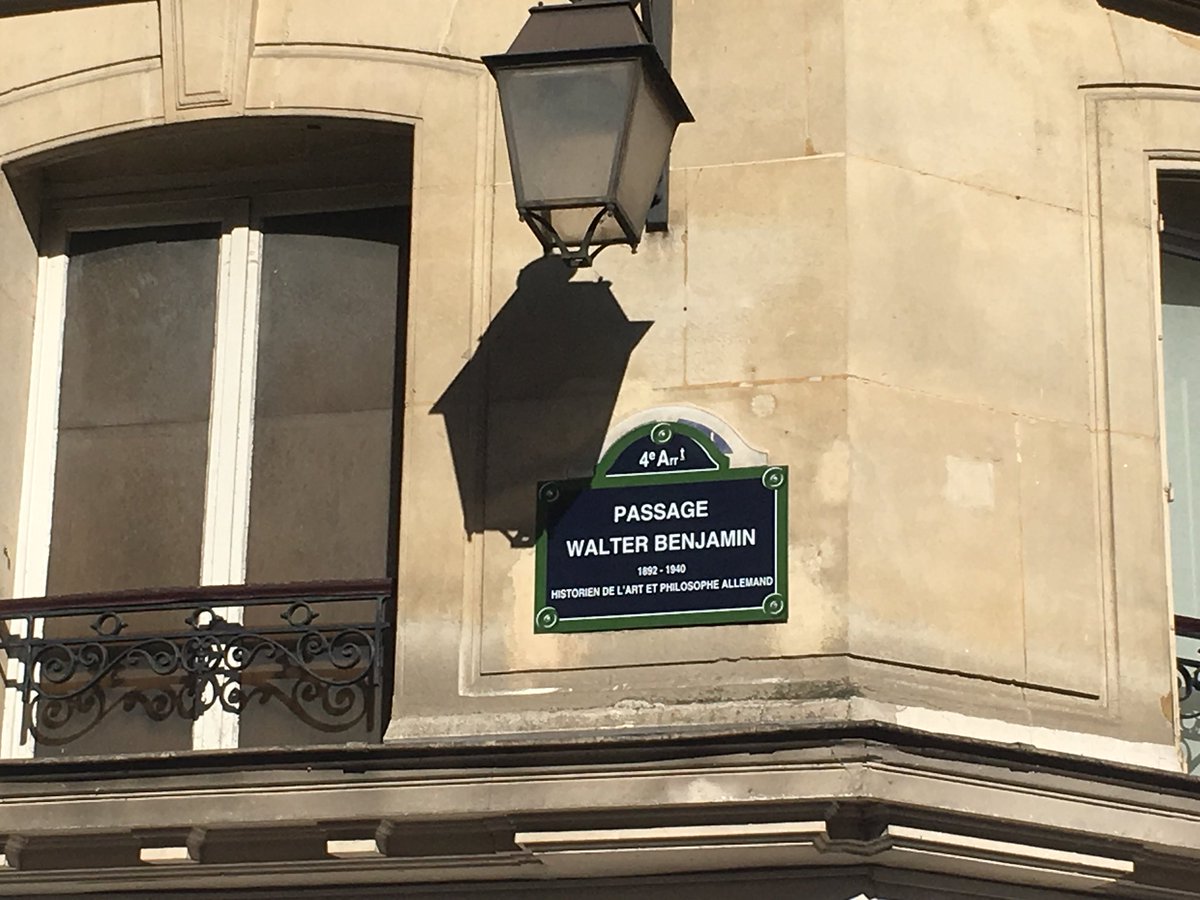 4e Arrt
PASSAGE
WALTER BENJAMIN
1892 - 1940
HISTORIEN DE L'ART ET PHILOSOPHE ALLEMAND